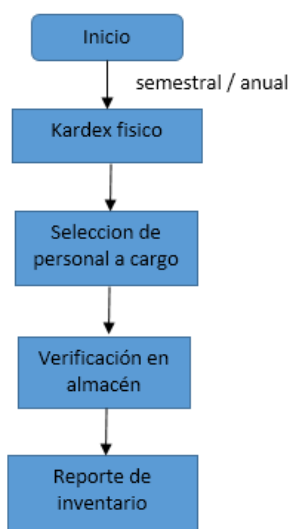 Inicio
semestral / anual
Kardex fisico
Seleccion de
personal a cargo
Verificación en
almacén
Reporte de
inventario